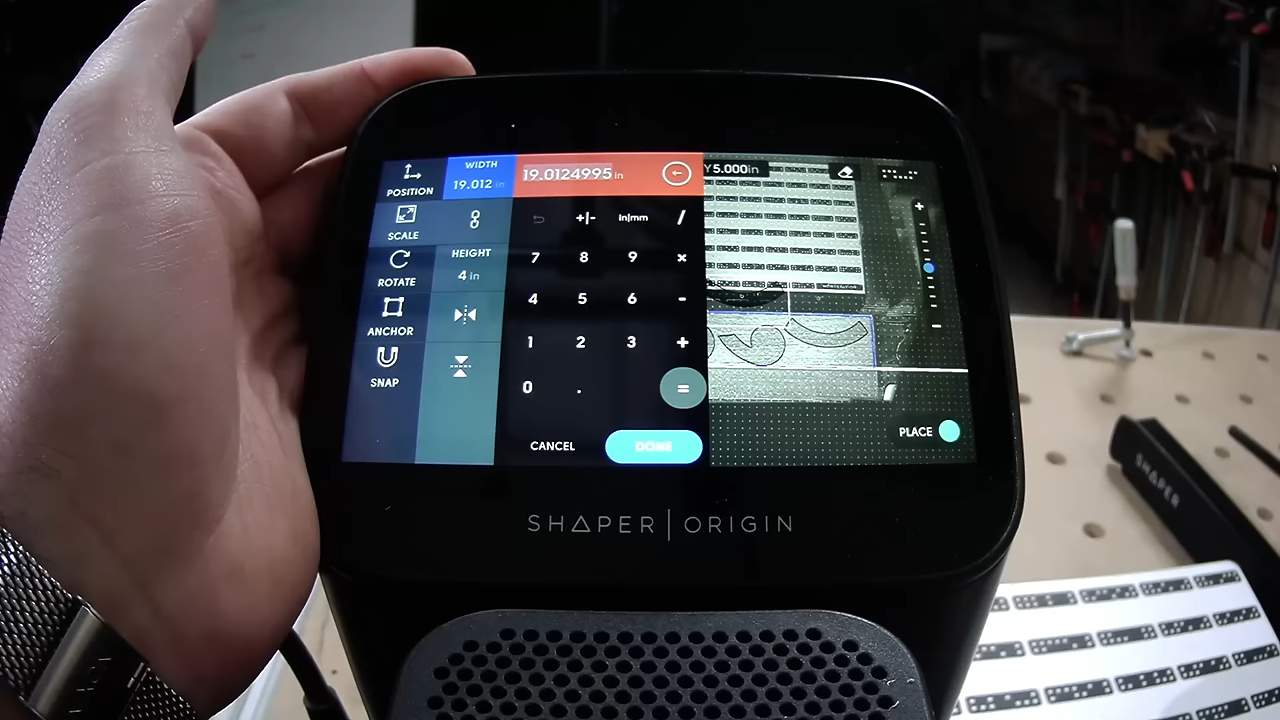 POSITION
SCALE
ROTATE
ANCHOR
SNAP
WIDTH
19.012 in
HEIGHT
4 in
19.0124995 in
+|- in|mm /
7 8 9 ×
4 5 6 -
1 2 3 +
0 . =
CANCEL DONE
Y 5.000in
+
−
PLACE
SHAPER | ORIGIN
SHAPER